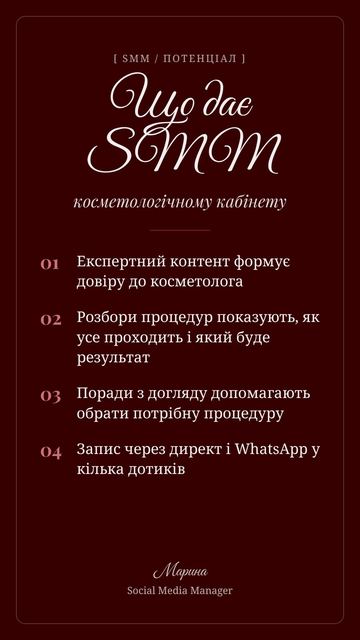 [ SMM / ПОТЕНЦІАЛ ]
Що дає
SMM
косметологічному кабінету
01 Експертний контент формує
довіру до косметолога
02 Розбори процедур показують, як
усе проходить і який буде
результат
03 Поради з догляду допомагають
обрати потрібну процедуру
04 Запис через директ і WhatsApp у
кілька дотиків
Марина
Social Media Manager